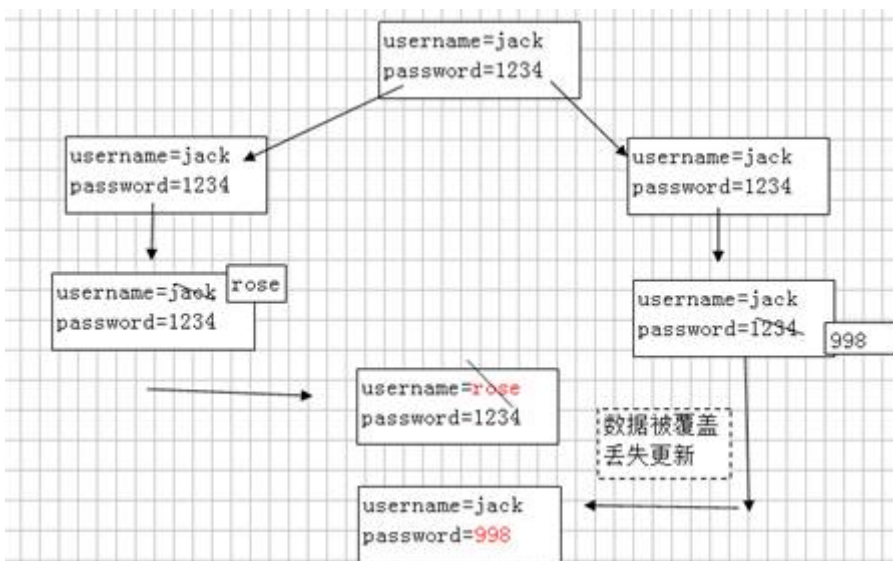 username=jack
password=1234
username=jack
password=1234
username=jack
password=1234
username=jack
rose
password=1234
username=jack
password=1234
998
username=rose
password=1234
数据被覆盖
丢失更新
username=jack
password=998